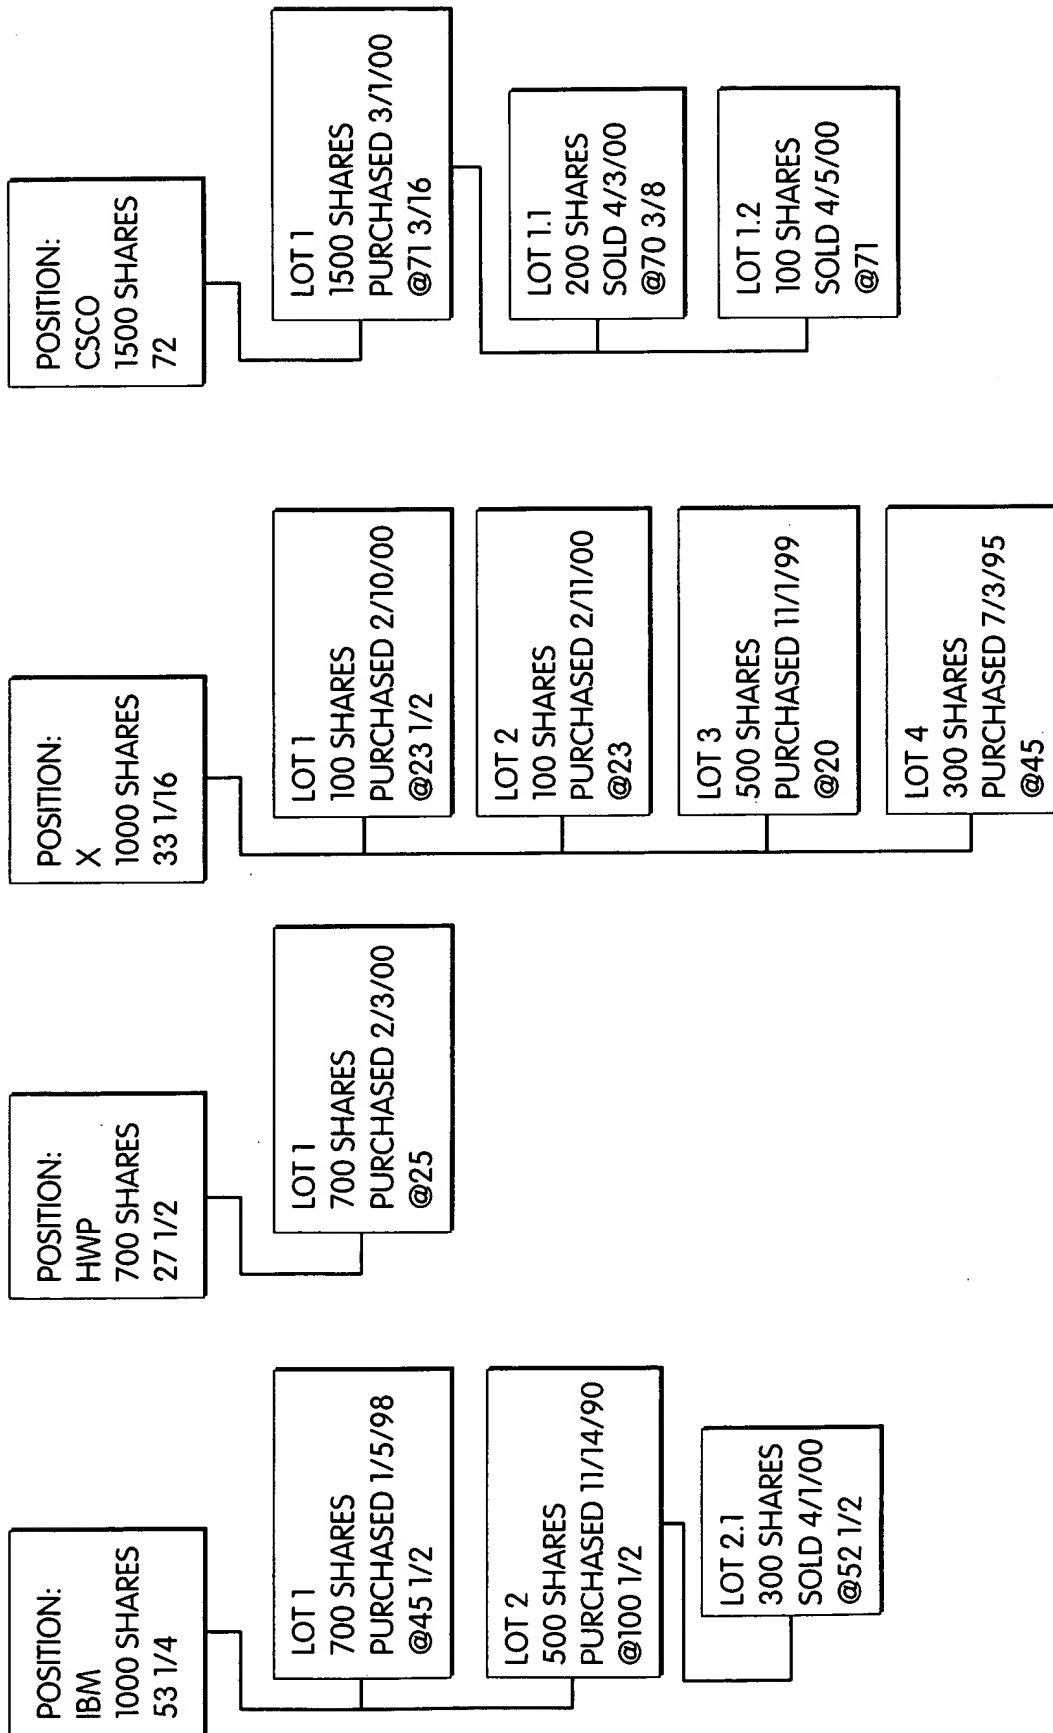 POSITION:
IBM
1000 SHARES
53 1/4
LOT 1
700 SHARES
PURCHASED 1/5/98
@45 1/2
LOT 2
500 SHARES
PURCHASED 11/14/90
@100 1/2
LOT 2.1
300 SHARES
SOLD 4/1/00
@52 1/2
POSITION:
HWP
700 SHARES
27 1/2
LOT 1
700 SHARES
PURCHASED 2/3/00
@25
POSITION:
X
1000 SHARES
33 1/16
LOT 1
100 SHARES
PURCHASED 2/10/00
@23 1/2
LOT 2
100 SHARES
PURCHASED 2/11/00
@23
LOT 3
500 SHARES
PURCHASED 11/1/99
@20
LOT 4
300 SHARES
PURCHASED 7/3/95
@45
POSITION:
CSCO
1500 SHARES
72
LOT 1
1500 SHARES
PURCHASED 3/1/00
@71 3/16
LOT 1.1
200 SHARES
SOLD 4/3/00
@70 3/8
LOT 1.2
100 SHARES
SOLD 4/5/00
@71